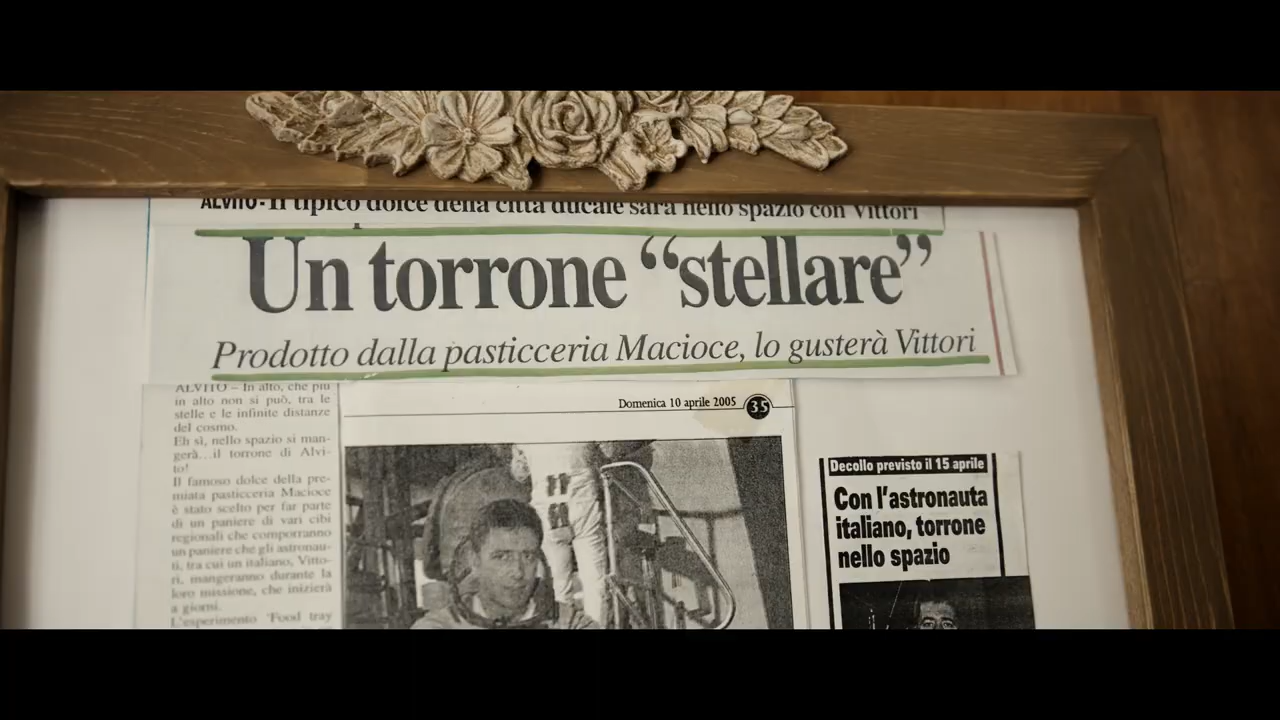 ALVITO - Il tipico dolce della città ducale sarà nello spazio con Vittori
Un torrone “stellare”
Prodotto dalla pasticceria Macioce, lo gusterà Vittori
ALVITO – In alto, che più
in alto non si può, tra le
stelle e le infinite distanze
del cosmo.
Eh sì, nello spazio si man-
gerà...il torrone di Alvi-
to!
Il famoso dolce della pre-
miata pasticceria Macioce
è stato scelto per far parte
di un paniere di vari cibi
regionali che comporranno
un paniere che gli astronau-
ti, tra cui un italiano, Vitto-
ri, mangeranno durante la
loro missione, che inizierà
a giorni.
L'esperimento 'Food tray
Domenica 10 aprile 2005 35
Decollo previsto il 15 aprile
Con l'astronauta
italiano, torrone
nello spazio